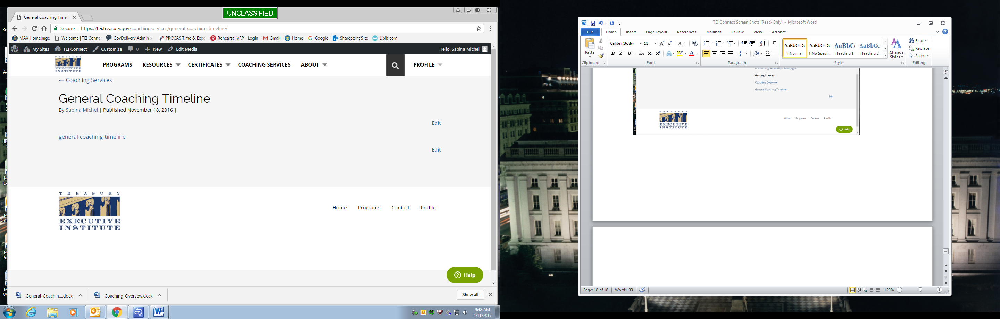 UNCLASSIFIED
General Coaching Timeli
Secure
https://tei.treasury.gov/coachingservices/general-coaching-timeline/
MAX Homepage
Welcome | TEI Conne
GovDelivery Admin »
PROCAS Time & Expe
Rehearsal VRP - Login
Gmail
Home
Google
Sharepoint Site
Libib.com
My Sites
TEI Connect
Customize
0
New
Edit Media
Hello, Sabina Michel
TREASURY
EXECUTIVE
INSTITUTE
PROGRAMS
RESOURCES
CERTIFICATES
COACHING SERVICES
ABOUT
PROFILE
← Coaching Services
General Coaching Timeline
By Sabina Michel | Published November 18, 2016 |
Edit
general-coaching-timeline
Edit
TREASURY
EXECUTIVE
INSTITUTE
Home
Programs
Contact
Profile
Help
General-Coachin....docx
Coaching-Overvew.docx
Show all
9:48 AM
4/11/2017
TEI Connect Screen Shots [Read-Only] - Microsoft Word
File
Home
Insert
Page Layout
References
Mailings
Review
View
Acrobat
Paste
Clipboard
Calibri (Body)
11
Font
Paragraph
AaBbCcDc
¶ Normal
AaBbCcDc
¶ No Spaci...
AaBbC
Heading 1
AaBbCc
Heading 2
Change
Styles
Styles
Find
Replace
Select
Editing
at Coaching-Services@Treasury.gov
Getting Started!
Coaching Overview
General Coaching Timeline
Edit
TREASURY
EXECUTIVE
INSTITUTE
Home
Programs
Contact
Profile
Help
Page: 18 of 18
Words: 33
120%